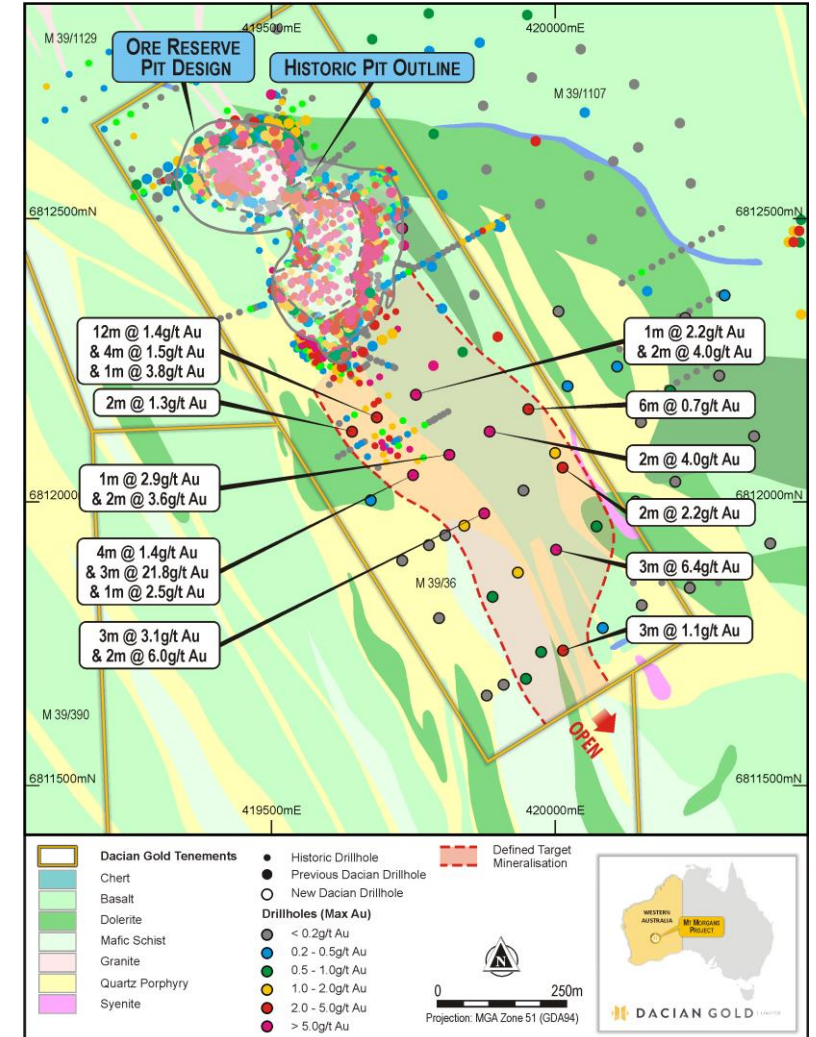 419500mE
420000mE
M 39/1129
ORE RESERVE
PIT DESIGN
HISTORIC PIT OUTLINE
M 39/1107
6812500mN
6812500mN
12m @ 1.4g/t Au
& 4m @ 1.5g/t Au
& 1m @ 3.8g/t Au
1m @ 2.2g/t Au
& 2m @ 4.0g/t Au
2m @ 1.3g/t Au
6m @ 0.7g/t Au
2m @ 4.0g/t Au
1m @ 2.9g/t Au
& 2m @ 3.6g/t Au
6812000mN
6812000mN
2m @ 2.2g/t Au
4m @ 1.4g/t Au
& 3m @ 21.8g/t Au
& 1m @ 2.5g/t Au
3m @ 6.4g/t Au
M 39/36
3m @ 3.1g/t Au
& 2m @ 6.0g/t Au
3m @ 1.1g/t Au
M 39/390
OPEN
6811500mN
6811500mN
419500mE
420000mE
Dacian Gold Tenements
Chert
Basalt
Dolerite
Mafic Schist
Granite
Quartz Porphyry
Syenite
Historic Drillhole
Previous Dacian Drillhole
New Dacian Drillhole
Drillholes (Max Au)
< 0.2g/t Au
0.2 - 0.5g/t Au
0.5 - 1.0g/t Au
1.0 - 2.0g/t Au
2.0 - 5.0g/t Au
> 5.0g/t Au
Defined Target
Mineralisation
N
0 250m
Projection: MGA Zone 51 (GDA94)
WESTERN
AUSTRALIA
MT MORGANS
PROJECT
DACIAN GOLD LIMITED